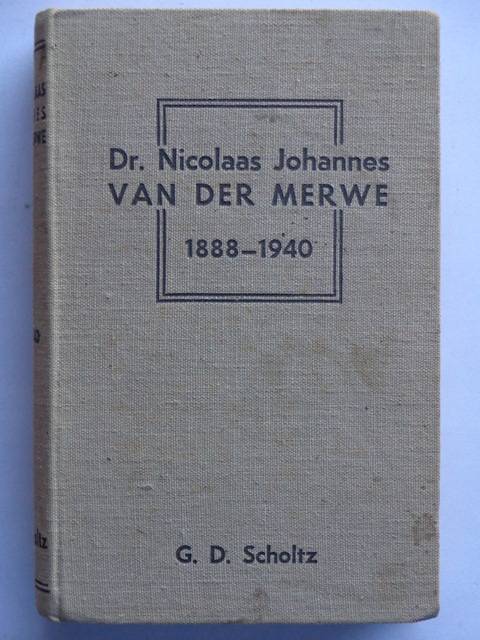 Dr. Nicolaas Johannes
VAN DER MERWE
1888–1940
G. D. Scholtz